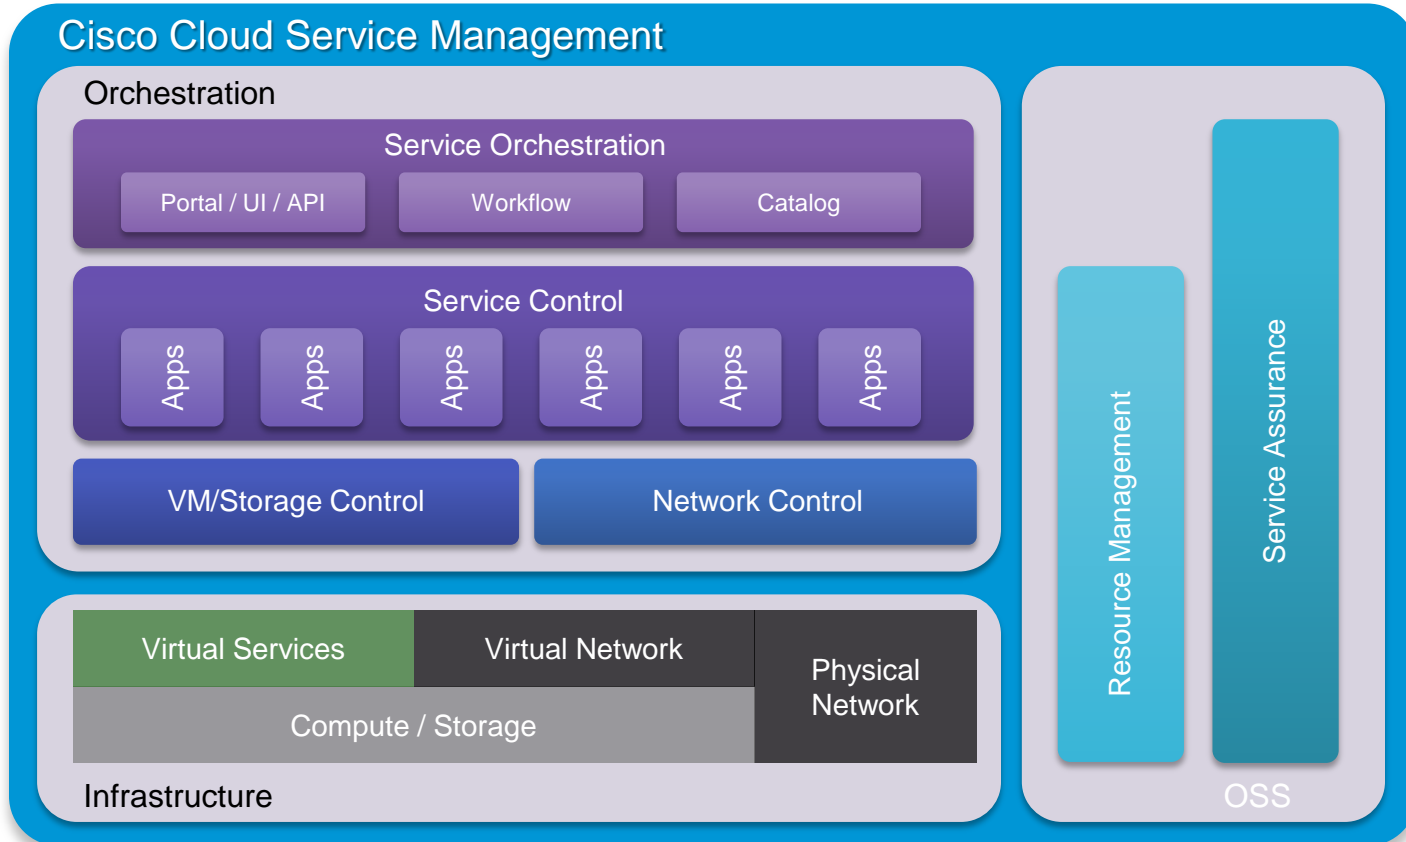 Cisco Cloud Service Management
Orchestration
Service Orchestration
Portal / UI / API
Workflow
Catalog
Service Control
Apps
Apps
Apps
Apps
Apps
Apps
VM/Storage Control
Network Control
Virtual Services
Virtual Network
Physical
Network
Compute / Storage
Infrastructure
Resource Management
Service Assurance
OSS